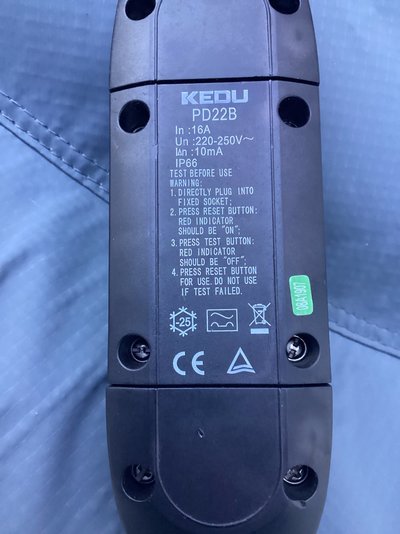 KEDU
PD22B
In :16A
Un :220-250V～
I∆n :10mA
IP66
TEST BEFORE USE
WARNING:
1. DIRECTLY PLUG INTO
FIXED SOCKET;
2. PRESS RESET BUTTON:
RED INDICATOR
SHOULD BE "ON";
3. PRESS TEST BUTTON:
RED INDICATOR
SHOULD BE "OFF";
4. PRESS RESET BUTTON
FOR USE.DO NOT USE
IF TEST FAILED.
08A1907
-25
CE